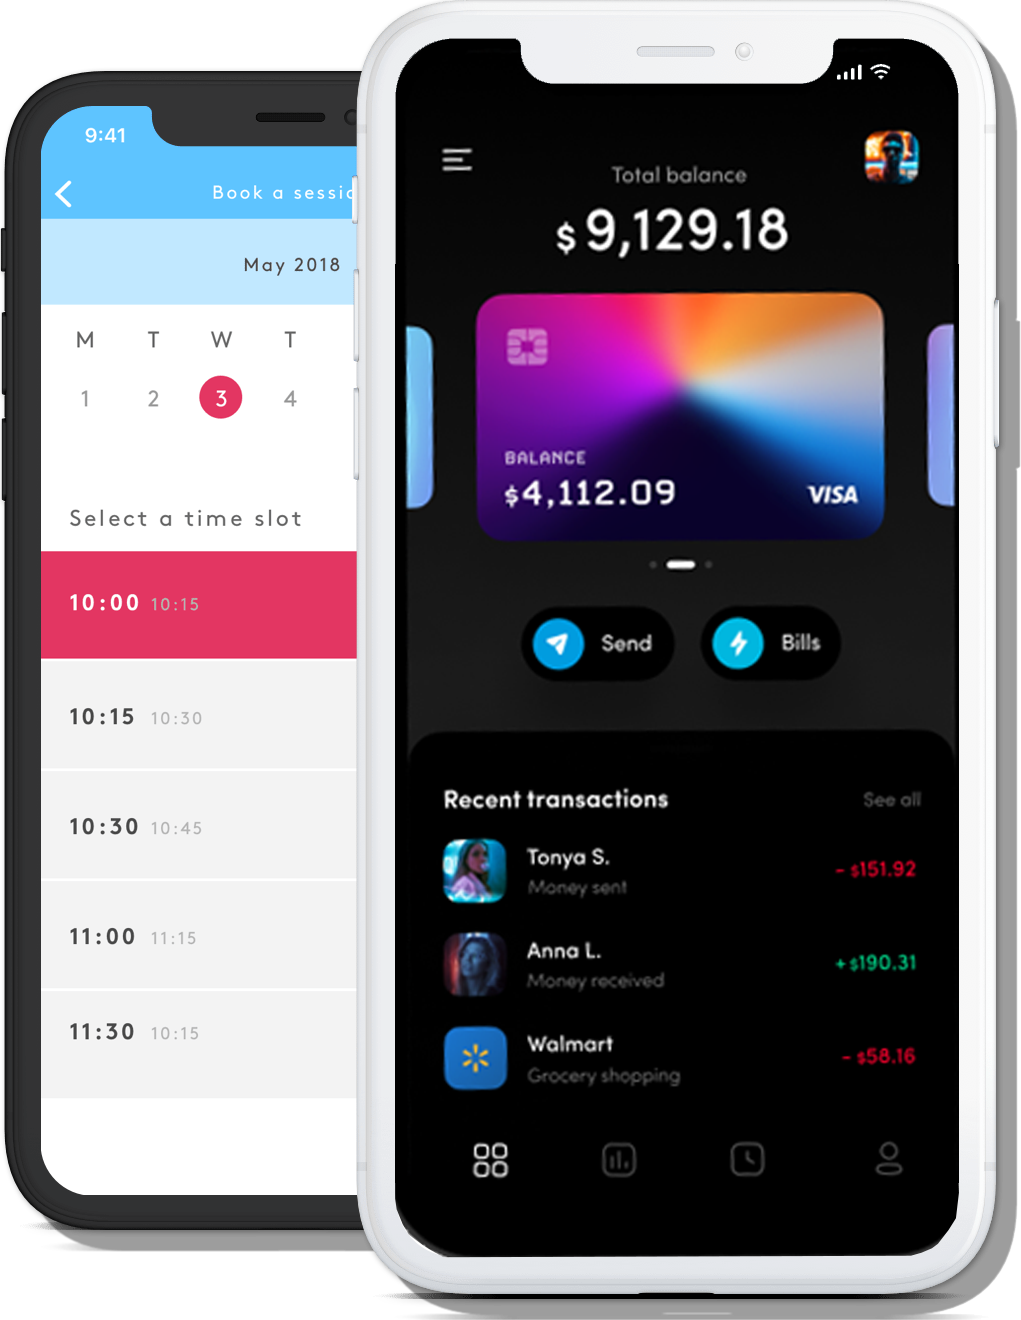 9:41
Book a sessio
May 2018
M T W T
1 2 3 4
Select a time slot
10:00 10:15
10:15 10:30
10:30 10:45
11:00 11:15
11:30 10:15
Total balance
$ 9,129.18
BALANCE
$4,112.09
VISA
Send
Bills
Recent transactions
See all
Tonya S.
Money sent
- $151.92
Anna L.
Money received
+ $190.31
Walmart
Grocery shopping
- $58.16